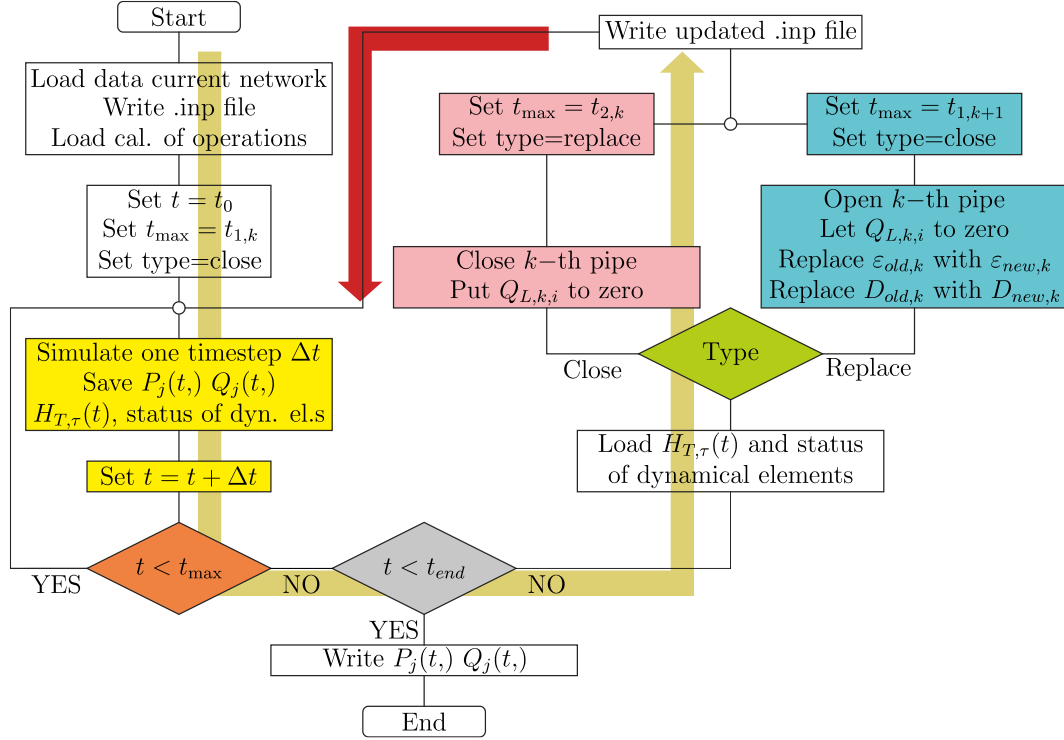 Start
Load data current network
Write .inp file
Load cal. of operations
Set t = t₀
Set t_max = t_{1,k}
Set type=close
Simulate one timestep Δt
Save P_j(t,) Q_j(t,)
H_{T,τ}(t), status of dyn. el.s
Set t = t + Δt
t < t_max
YES
NO
t < t_end
NO
YES
Write P_j(t,) Q_j(t,)
End
Load H_{T,τ}(t) and status
of dynamical elements
Type
Close
Replace
Close k−th pipe
Put Q_{L,k,i} to zero
Set t_max = t_{2,k}
Set type=replace
Open k−th pipe
Let Q_{L,k,i} to zero
Replace ε_{old,k} with ε_{new,k}
Replace D_{old,k} with D_{new,k}
Set t_max = t_{1,k+1}
Set type=close
Write updated .inp file